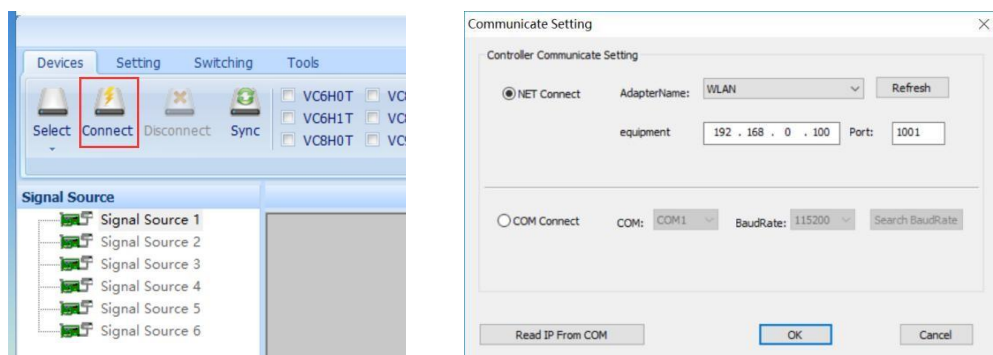 Devices Setting Switching Tools
Select Connect Disconnect Sync
VC6H0T
VC6H1T
VC8H0T
Signal Source
Signal Source 1
Signal Source 2
Signal Source 3
Signal Source 4
Signal Source 5
Signal Source 6
Communicate Setting
Controller Communicate Setting
NET Connect AdapterName: WLAN Refresh
equipment 192 . 168 . 0 . 100 Port: 1001
COM Connect COM: COM1 BaudRate: 115200 Search BaudRate
Read IP From COM OK Cancel